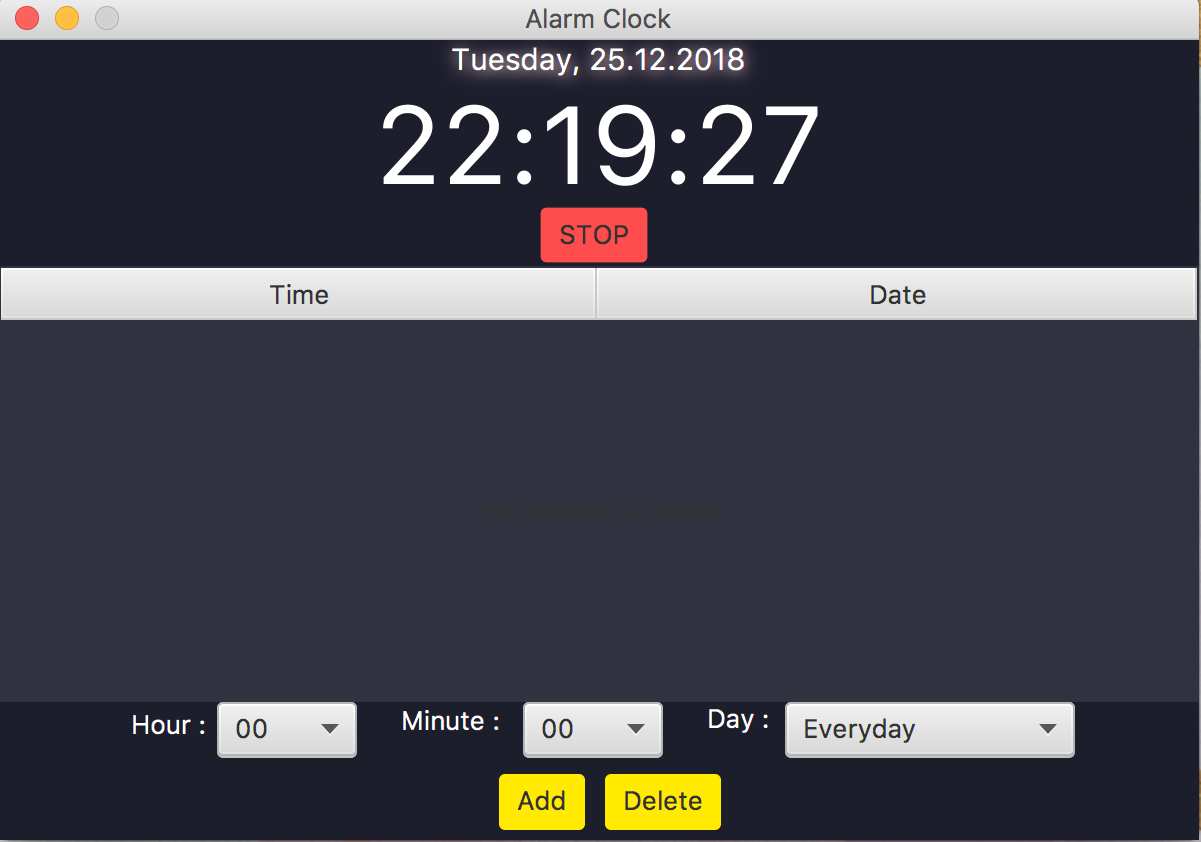 Alarm Clock
Tuesday, 25.12.2018
22:19:27
STOP
Time Date
Hour : 00 Minute : 00 Day : Everyday
Add Delete